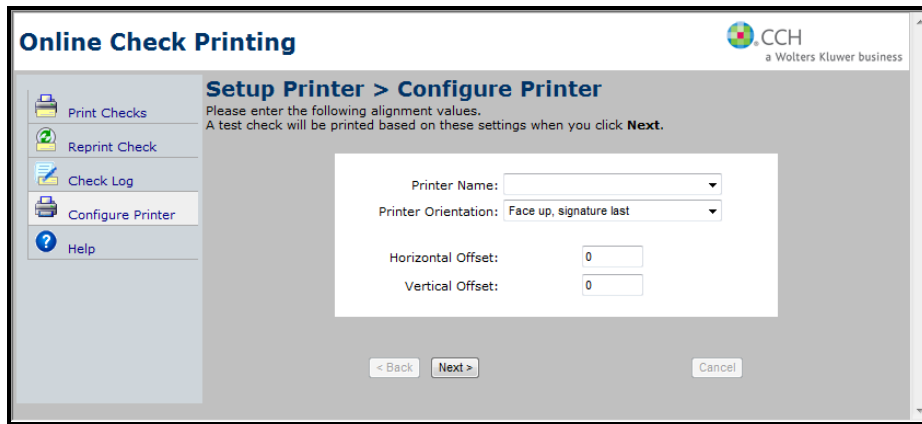 Online Check Printing
CCH
a Wolters Kluwer business
Print Checks
Reprint Check
Check Log
Configure Printer
Help
Setup Printer > Configure Printer
Please enter the following alignment values.
A test check will be printed based on these settings when you click Next.
Printer Name:
Printer Orientation: Face up, signature last
Horizontal Offset: 0
Vertical Offset: 0
< Back Next > Cancel